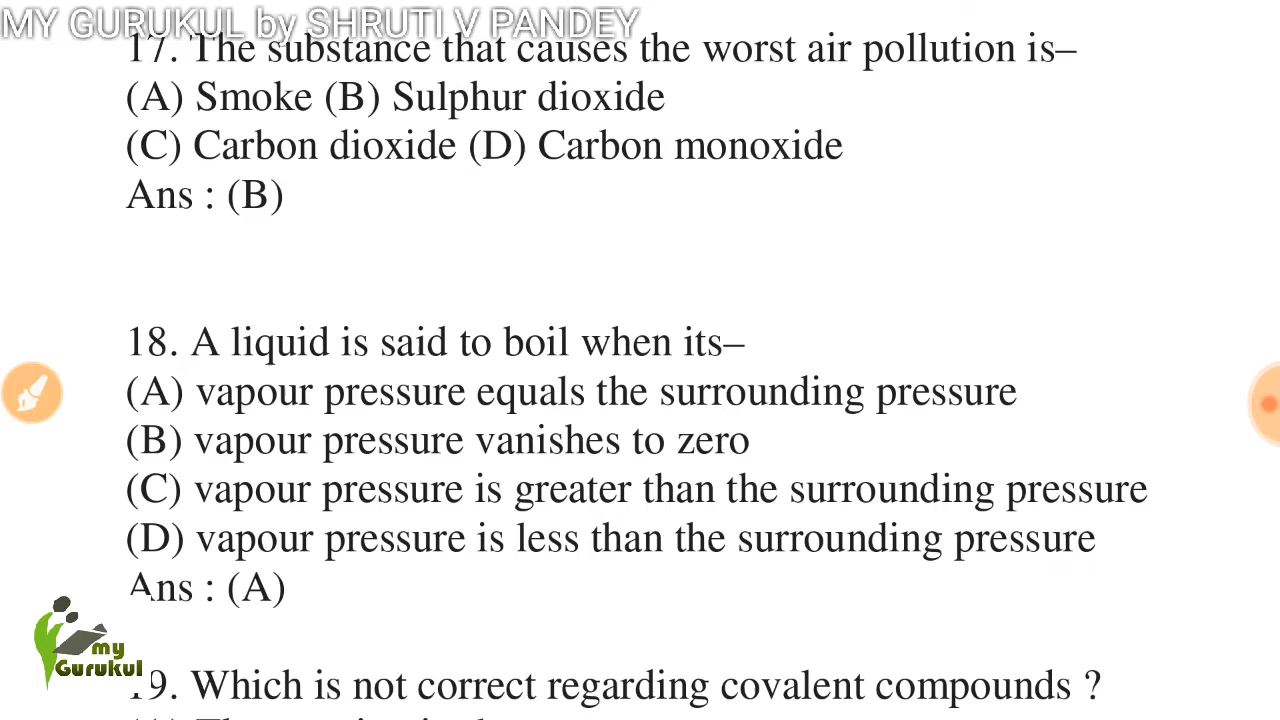 MY GURUKUL by SHRUTI V PANDEY
17. The substance that causes the worst air pollution is–
(A) Smoke (B) Sulphur dioxide
(C) Carbon dioxide (D) Carbon monoxide
Ans : (B)
18. A liquid is said to boil when its–
(A) vapour pressure equals the surrounding pressure
(B) vapour pressure vanishes to zero
(C) vapour pressure is greater than the surrounding pressure
(D) vapour pressure is less than the surrounding pressure
Ans : (A)
my
Gurukul
19. Which is not correct regarding covalent compounds ?